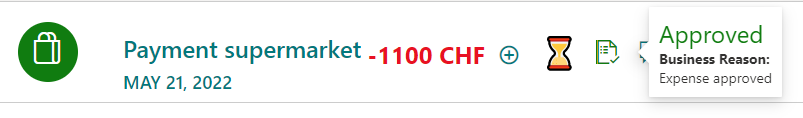 Payment supermarket -1100 CHF
MAY 21, 2022
Approved
Business Reason:
Expense approved